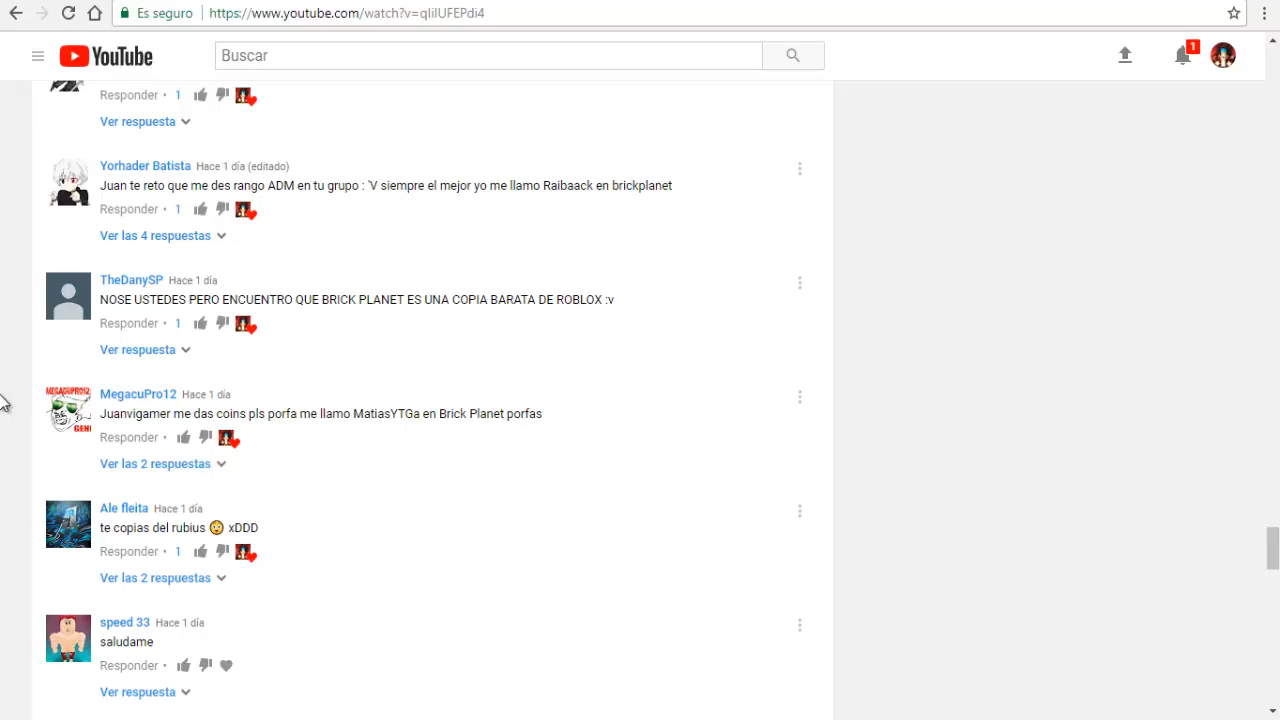 Es seguro https://www.youtube.com/watch?v=qIilUFEPdi4
YouTube
Buscar
1
Responder • 1
Ver respuesta
Yorhader Batista Hace 1 día (editado)
Juan te reto que me des rango ADM en tu grupo : 'V siempre el mejor yo me llamo Raibaack en brickplanet
Responder • 1
Ver las 4 respuestas
TheDanySP Hace 1 día
NOSE USTEDES PERO ENCUENTRO QUE BRICK PLANET ES UNA COPIA BARATA DE ROBLOX :v
Responder • 1
Ver respuesta
MEGACUPRO12
GEN
MegacuPro12 Hace 1 día
Juanvigamer me das coins pls porfa me llamo MatiasYTGa en Brick Planet porfas
Responder •
Ver las 2 respuestas
Ale fleita Hace 1 día
te copias del rubius 😲 xDDD
Responder • 1
Ver las 2 respuestas
speed 33 Hace 1 día
saludame
Responder •
Ver respuesta